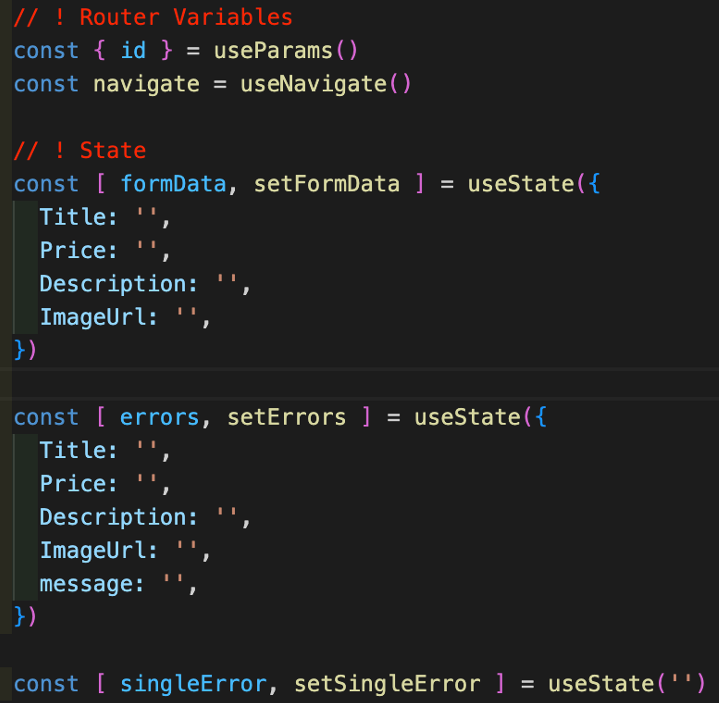 // ! Router Variables
const { id } = useParams()
const navigate = useNavigate()
// ! State
const [ formData, setFormData ] = useState({
Title: '',
Price: '',
Description: '',
ImageUrl: '',
})
const [ errors, setErrors ] = useState({
Title: '',
Price: '',
Description: '',
ImageUrl: '',
message: '',
})
const [ singleError, setSingleError ] = useState('')